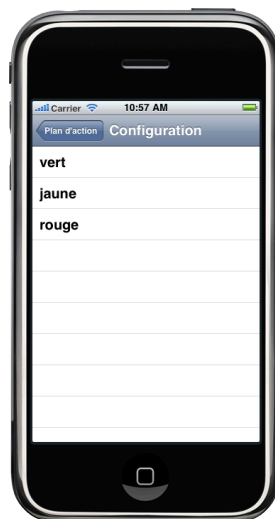 Carrier 10:57 AM
Plan d'action Configuration
vert
jaune
rouge